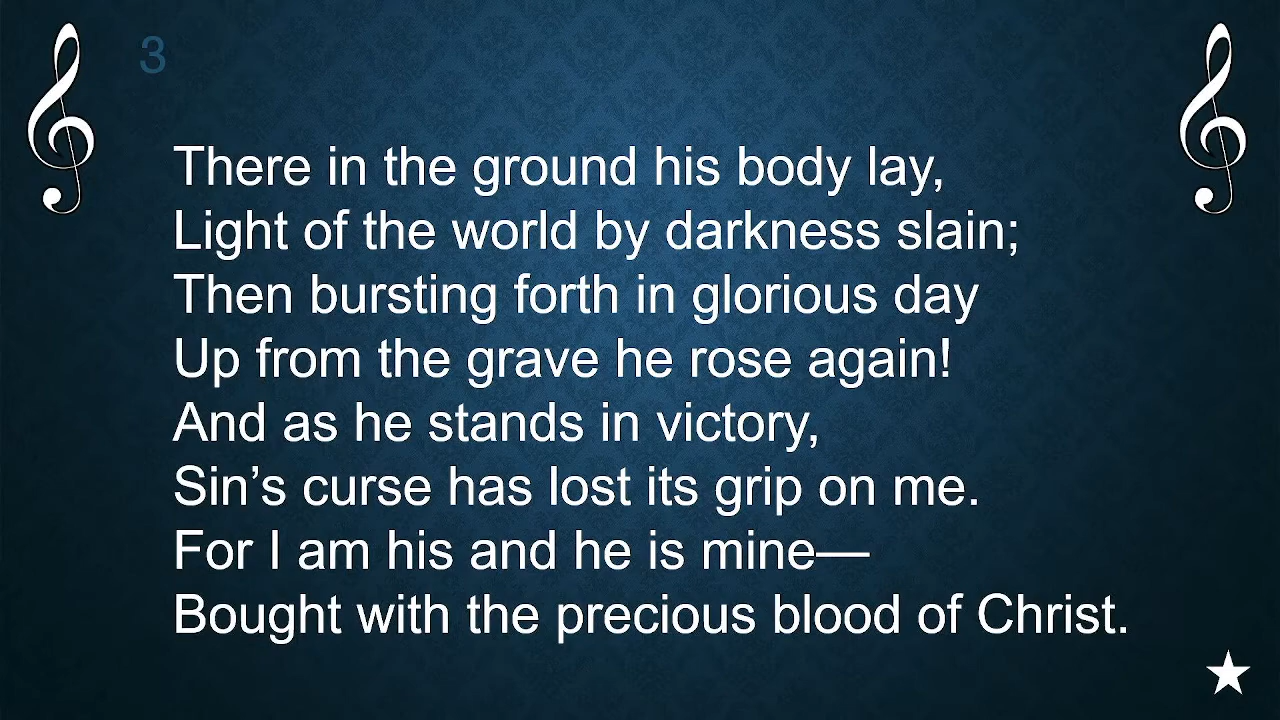 3
There in the ground his body lay,
Light of the world by darkness slain;
Then bursting forth in glorious day
Up from the grave he rose again!
And as he stands in victory,
Sin’s curse has lost its grip on me.
For I am his and he is mine—
Bought with the precious blood of Christ.